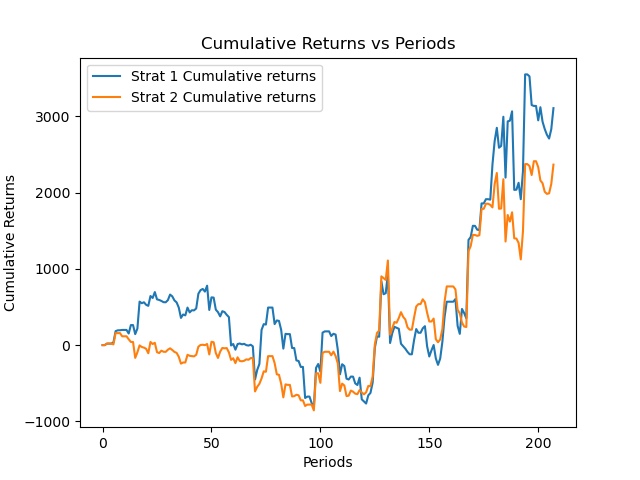 Cumulative Returns vs Periods
Strat 1 Cumulative returns
Strat 2 Cumulative returns
Cumulative Returns
3000
2000
1000
0
−1000
0 50 100 150 200
Periods